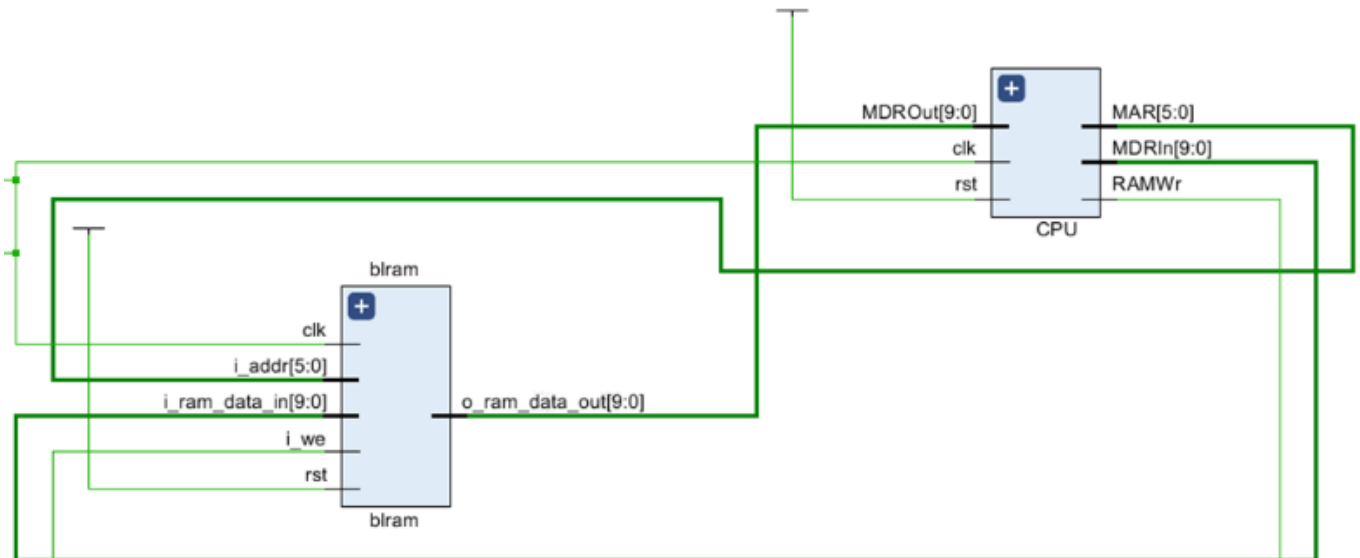 MDROut[9:0]
clk
rst
MAR[5:0]
MDRIn[9:0]
RAMWr
CPU
blram
clk
i_addr[5:0]
i_ram_data_in[9:0]
i_we
rst
o_ram_data_out[9:0]
blram